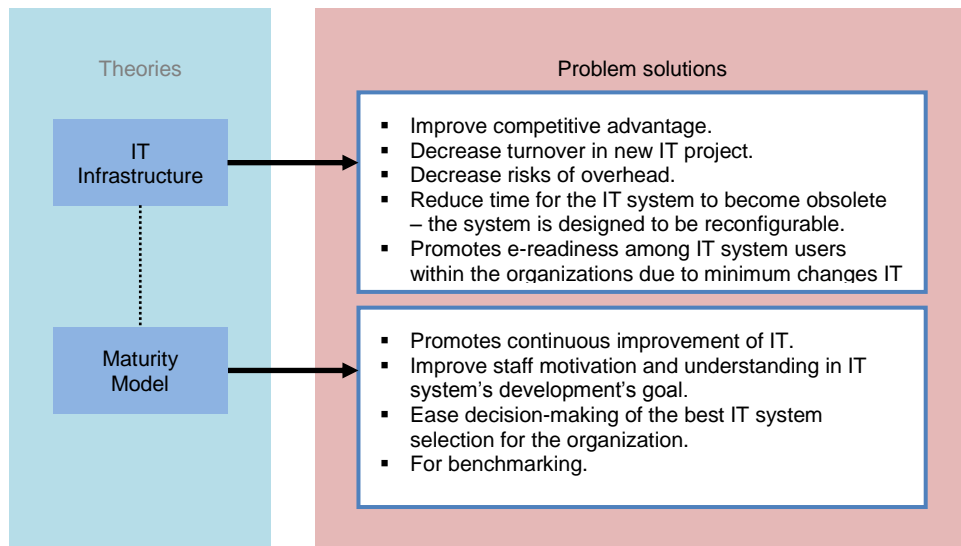 Theories
Problem solutions
IT
Infrastructure
▪ Improve competitive advantage.
▪ Decrease turnover in new IT project.
▪ Decrease risks of overhead.
▪ Reduce time for the IT system to become obsolete
– the system is designed to be reconfigurable.
▪ Promotes e-readiness among IT system users
within the organizations due to minimum changes IT
Maturity
Model
▪ Promotes continuous improvement of IT.
▪ Improve staff motivation and understanding in IT
system’s development’s goal.
▪ Ease decision-making of the best IT system
selection for the organization.
▪ For benchmarking.